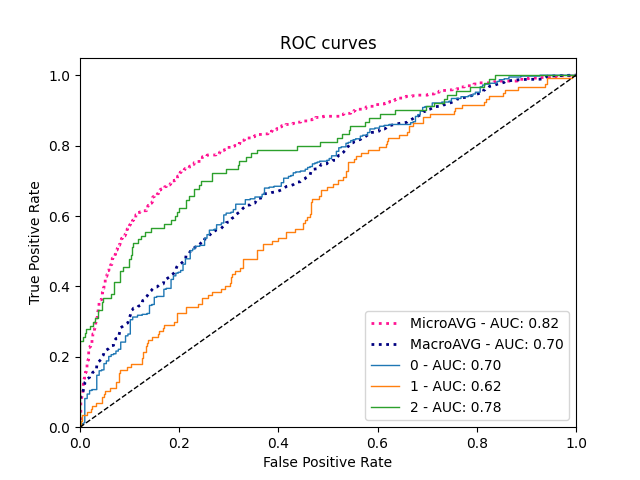 ROC curves
True Positive Rate
1.0
0.8
0.6
0.4
0.2
0.0
MicroAVG - AUC: 0.82
MacroAVG - AUC: 0.70
0 - AUC: 0.70
1 - AUC: 0.62
2 - AUC: 0.78
0.0 0.2 0.4 0.6 0.8 1.0
False Positive Rate